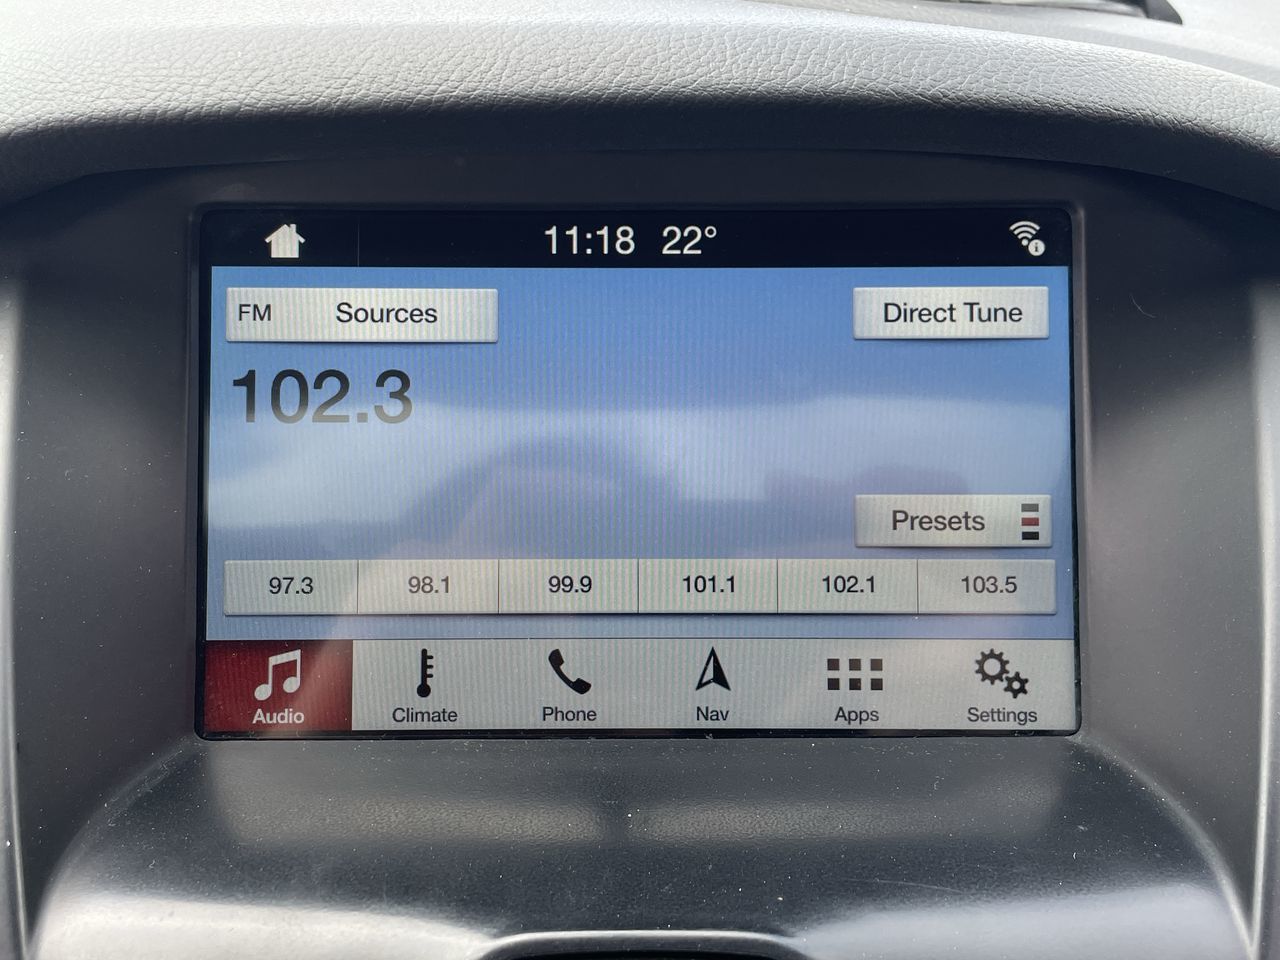 11:18 22°
FM Sources
Direct Tune
102.3
Presets
97.3 98.1 99.9 101.1 102.1 103.5
Audio Climate Phone Nav Apps Settings